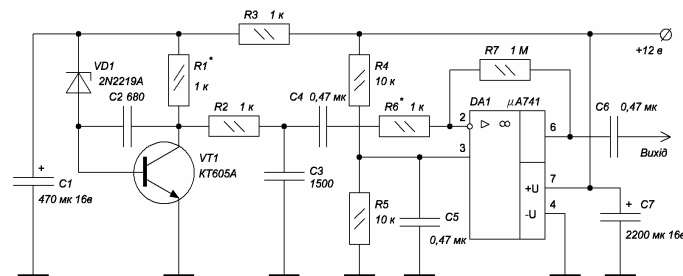 R3 1 к
+12 в
VD1
2N2219A
R1*
1 к
R4
10 к
R7 1 М
C2 680
R2 1 к
C4 0,47 мк
R6* 1 к
DA1 μA741
C6
0,47 мк
2
3
▷ ∞
6
Вихід
VT1
КТ605А
C3
1500
7
+U
4
-U
+
C1
470 мк 16в
R5
10 к
C5
0,47 мк
+ C7
2200 мк 16в